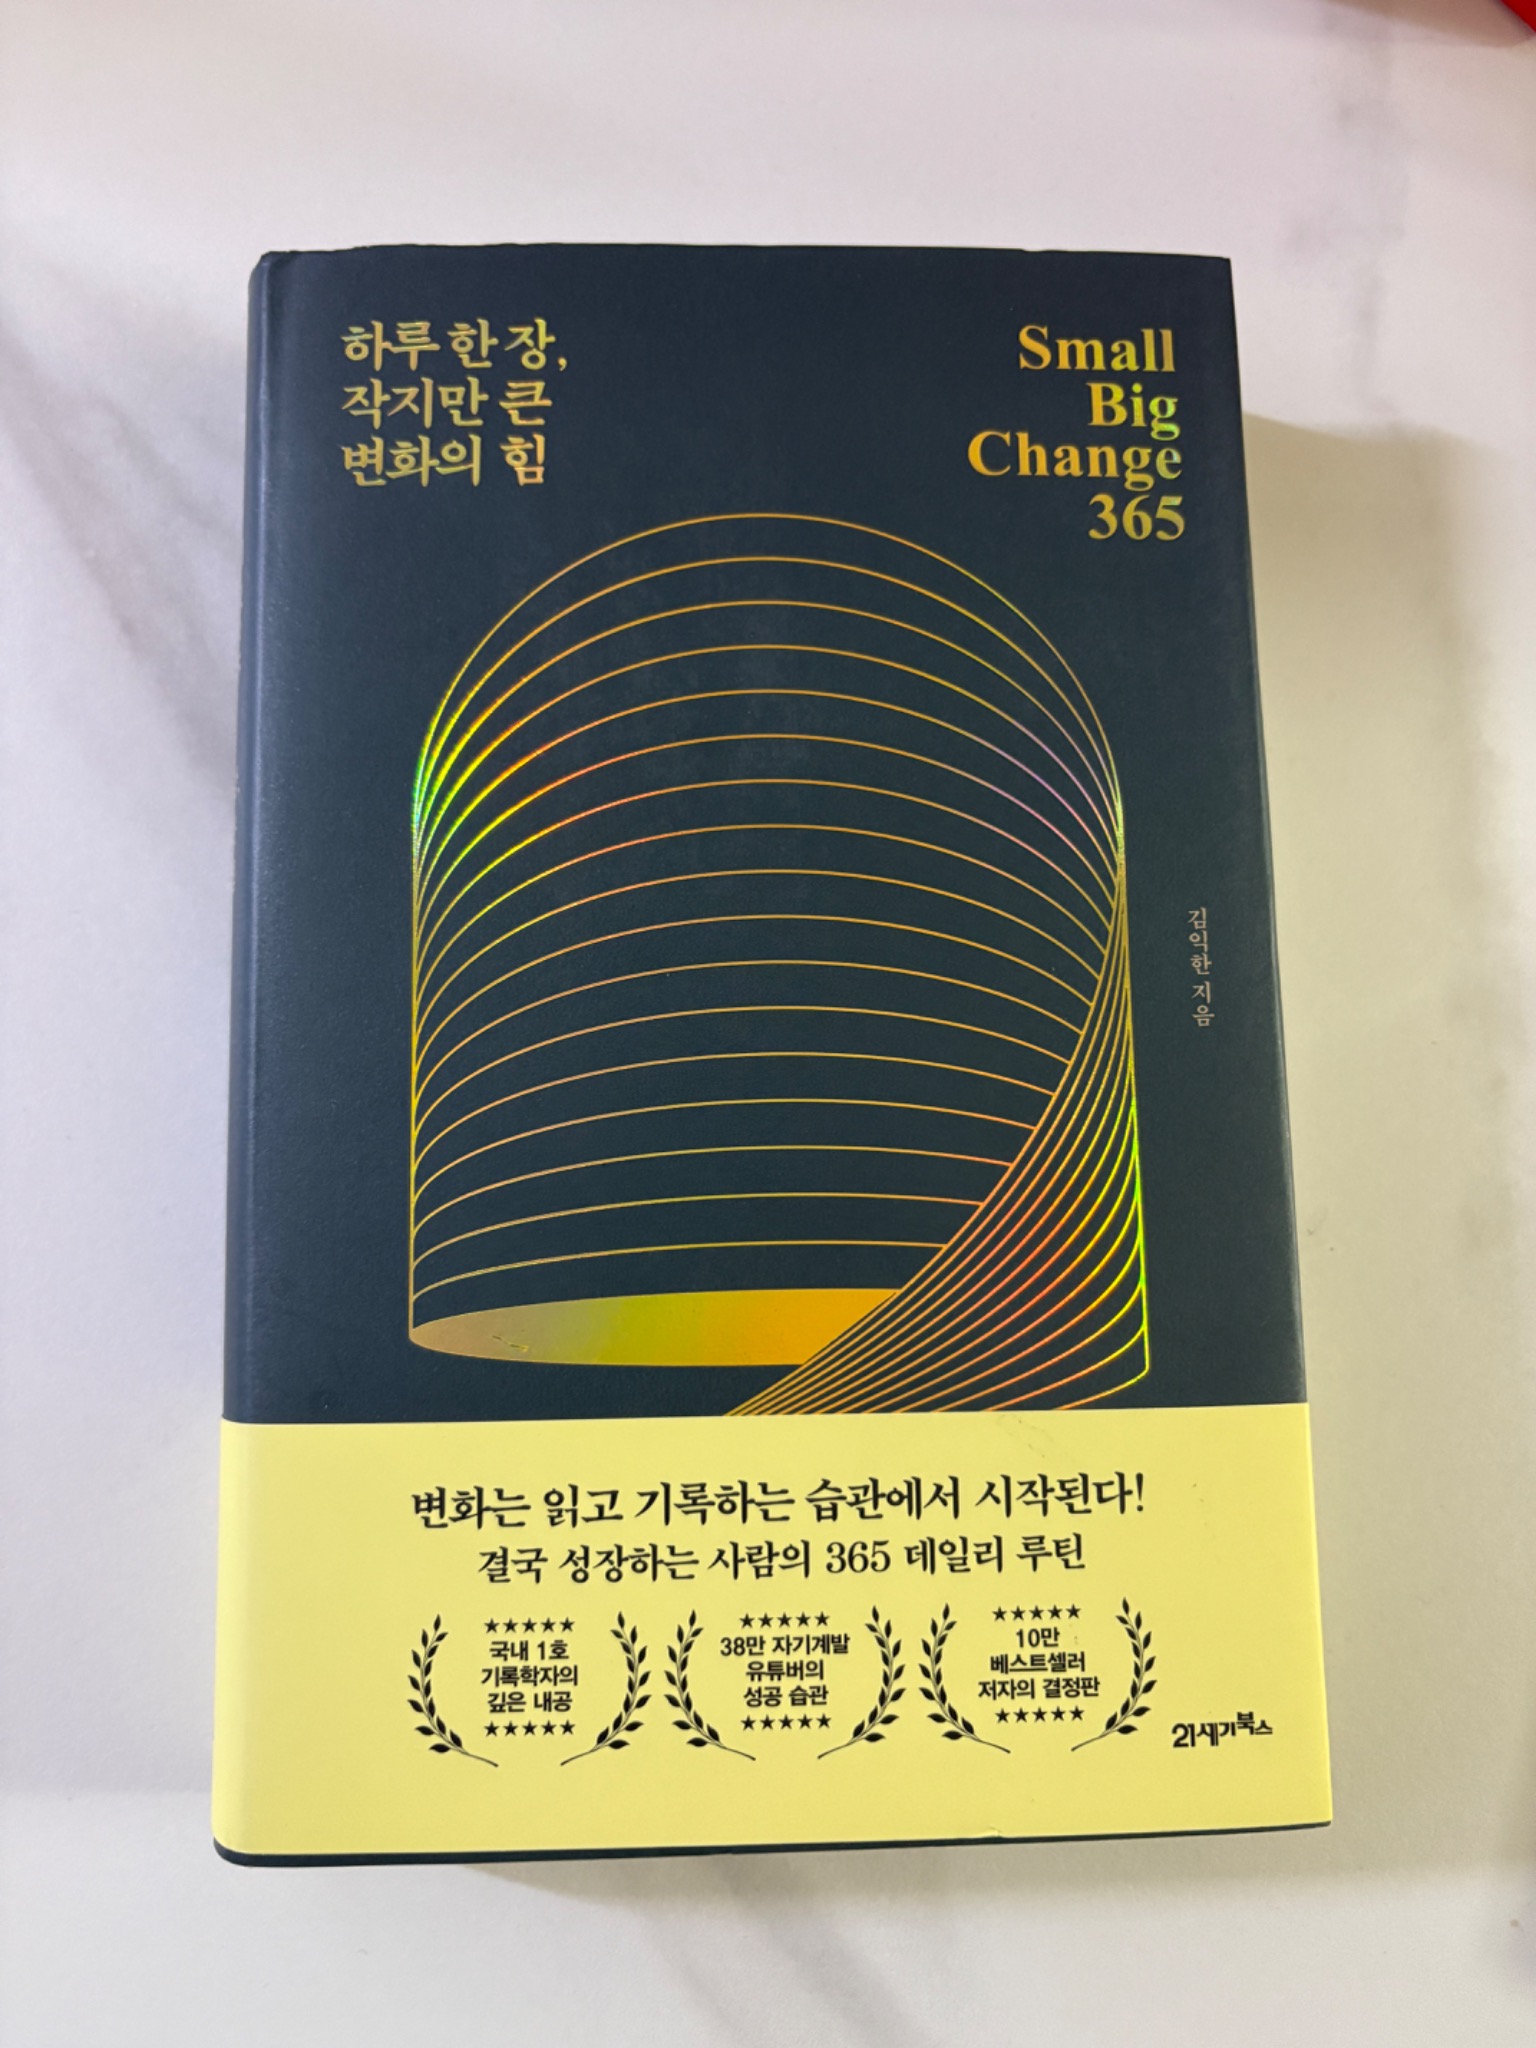 하루 한 장,
작지만 큰
변화의 힘
Small
Big
Change
365
김익한 지음
변화는 읽고 기록하는 습관에서 시작된다!
결국 성장하는 사람의 365 데일리 루틴
★★★★★
국내 1호
기록학자의
깊은 내공
★★★★★
★★★★★
38만 자기계발
유튜버의
성공 습관
★★★★★
★★★★★
10만
베스트셀러
저자의 결정판
★★★★★
21세기북스